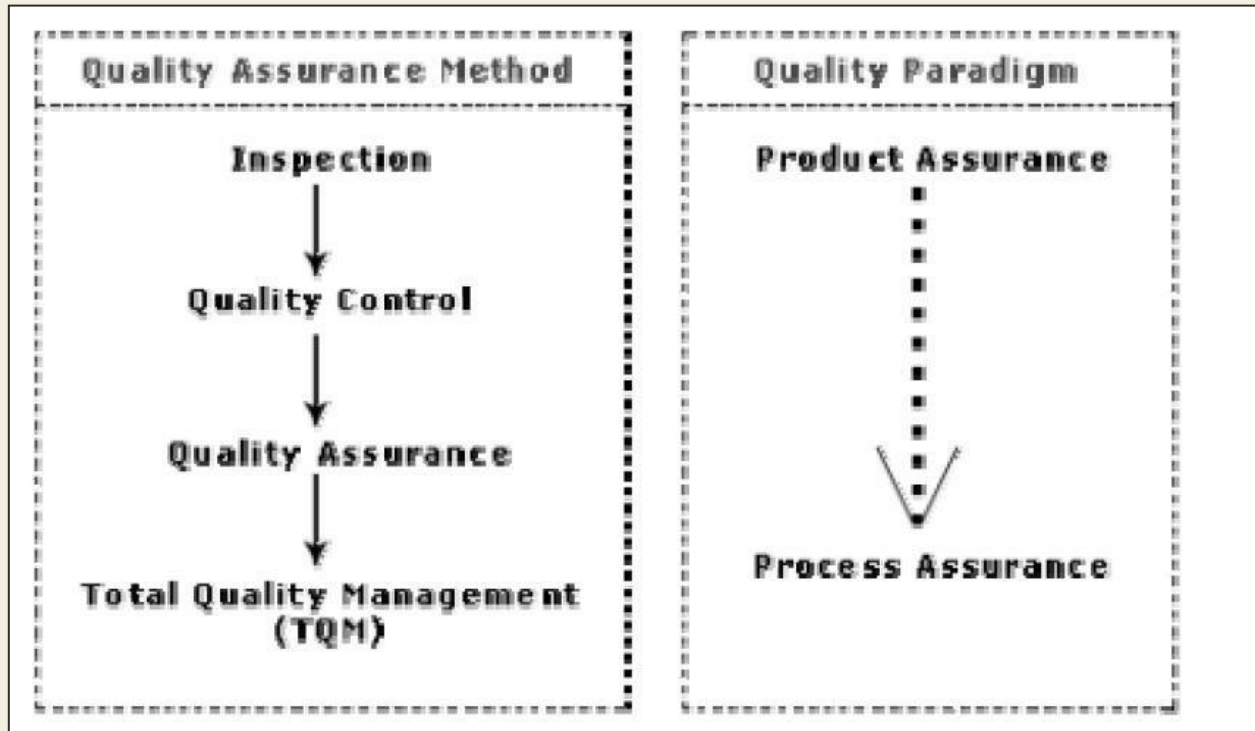 Quality Assurance Method
Inspection
Quality Control
Quality Assurance
Total Quality Management
(TQM)
Quality Paradigm
Product Assurance
Process Assurance